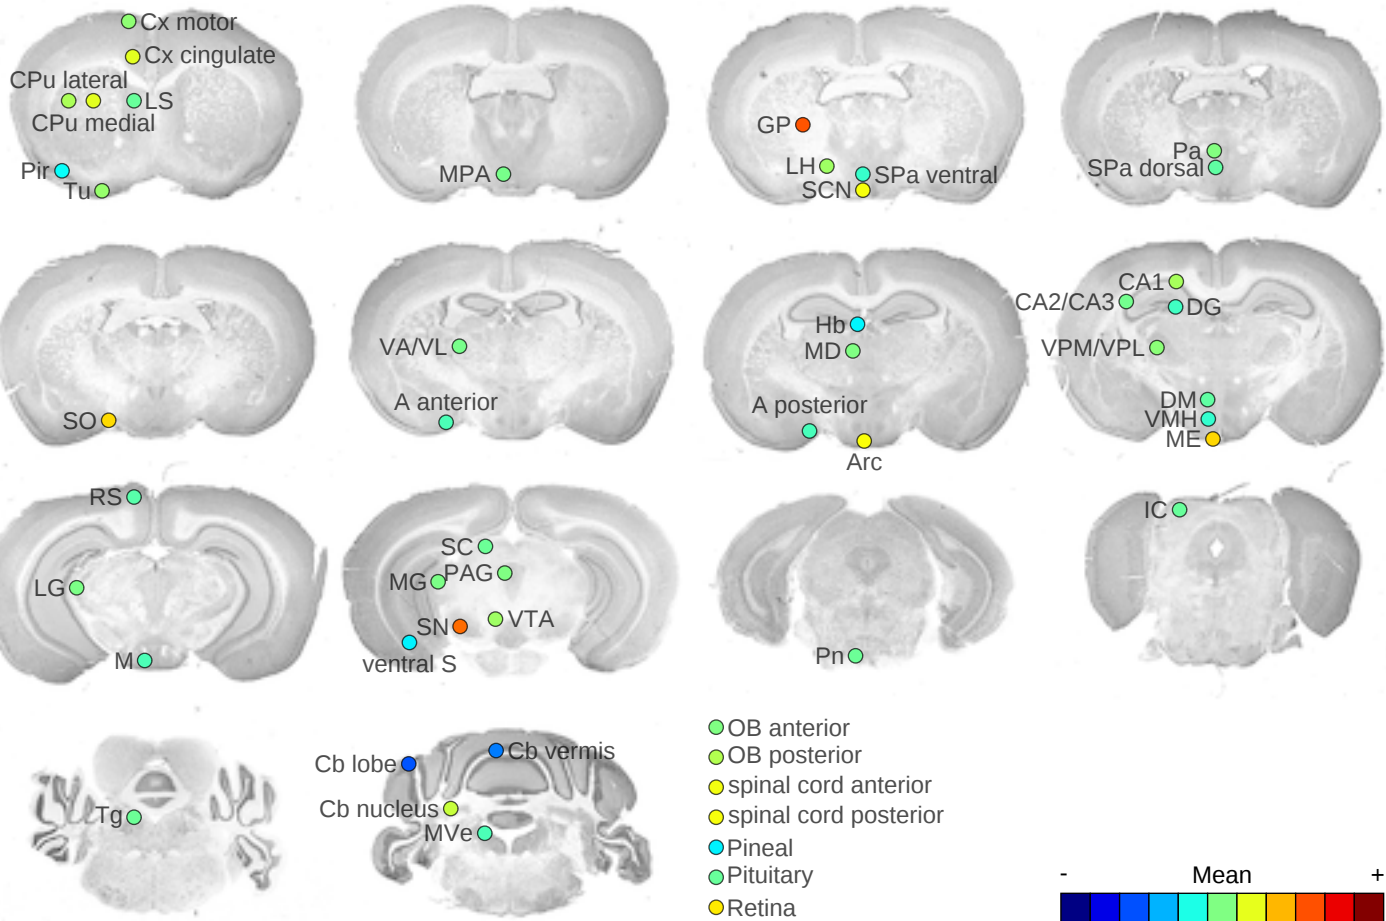 Cx motor
Cx cingulate
CPu lateral
LS
CPu medial
Pir
Tu
MPA
GP
LH
SPa ventral
SCN
Pa
SPa dorsal
SO
VA/VL
A anterior
Hb
MD
A posterior
Arc
CA1
CA2/CA3
DG
VPM/VPL
DM
VMH
ME
RS
LG
M
SC
MG
PAG
SN
VTA
ventral S
Pn
IC
Tg
Cb lobe
Cb vermis
Cb nucleus
MVe
OB anterior
OB posterior
spinal cord anterior
spinal cord posterior
Pineal
Pituitary
Retina
- Mean +